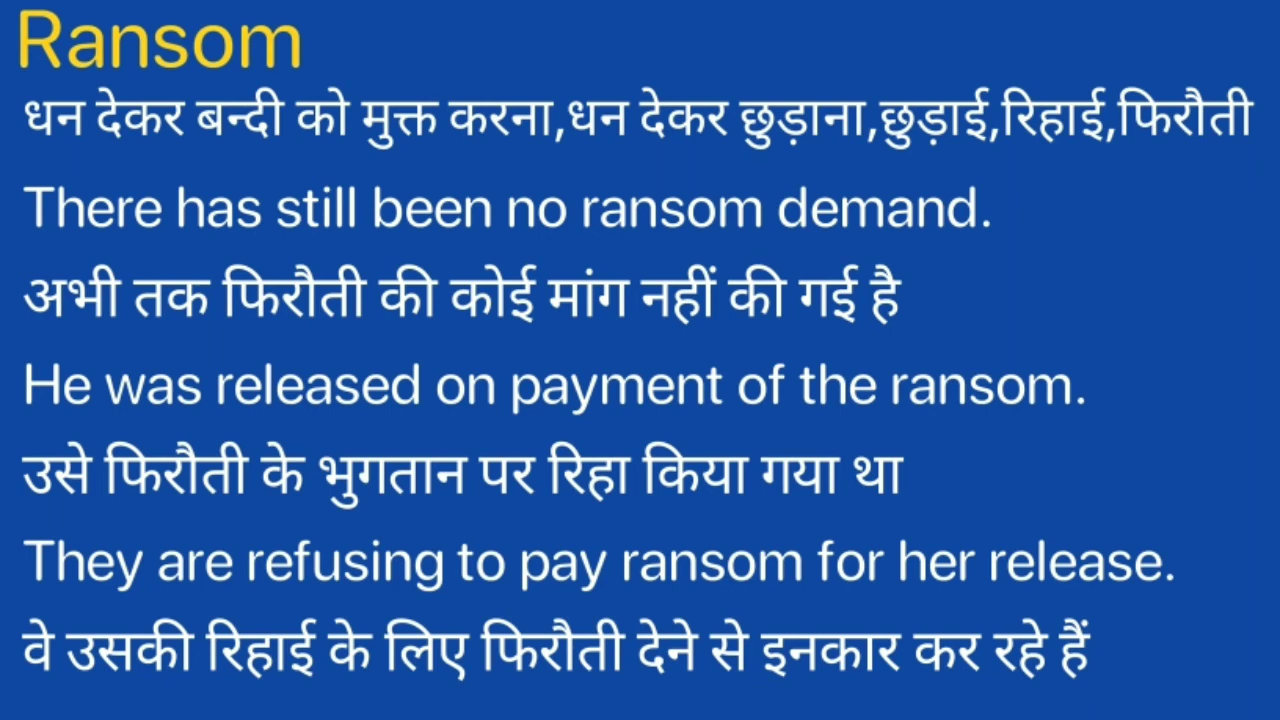 Ransom
धन देकर बन्दी को मुक्त करना,धन देकर छुड़ाना,छुड़ाई,रिहाई,फिरौती
There has still been no ransom demand.
अभी तक फिरौती की कोई मांग नहीं की गई है
He was released on payment of the ransom.
उसे फिरौती के भुगतान पर रिहा किया गया था
They are refusing to pay ransom for her release.
वे उसकी रिहाई के लिए फिरौती देने से इनकार कर रहे हैं